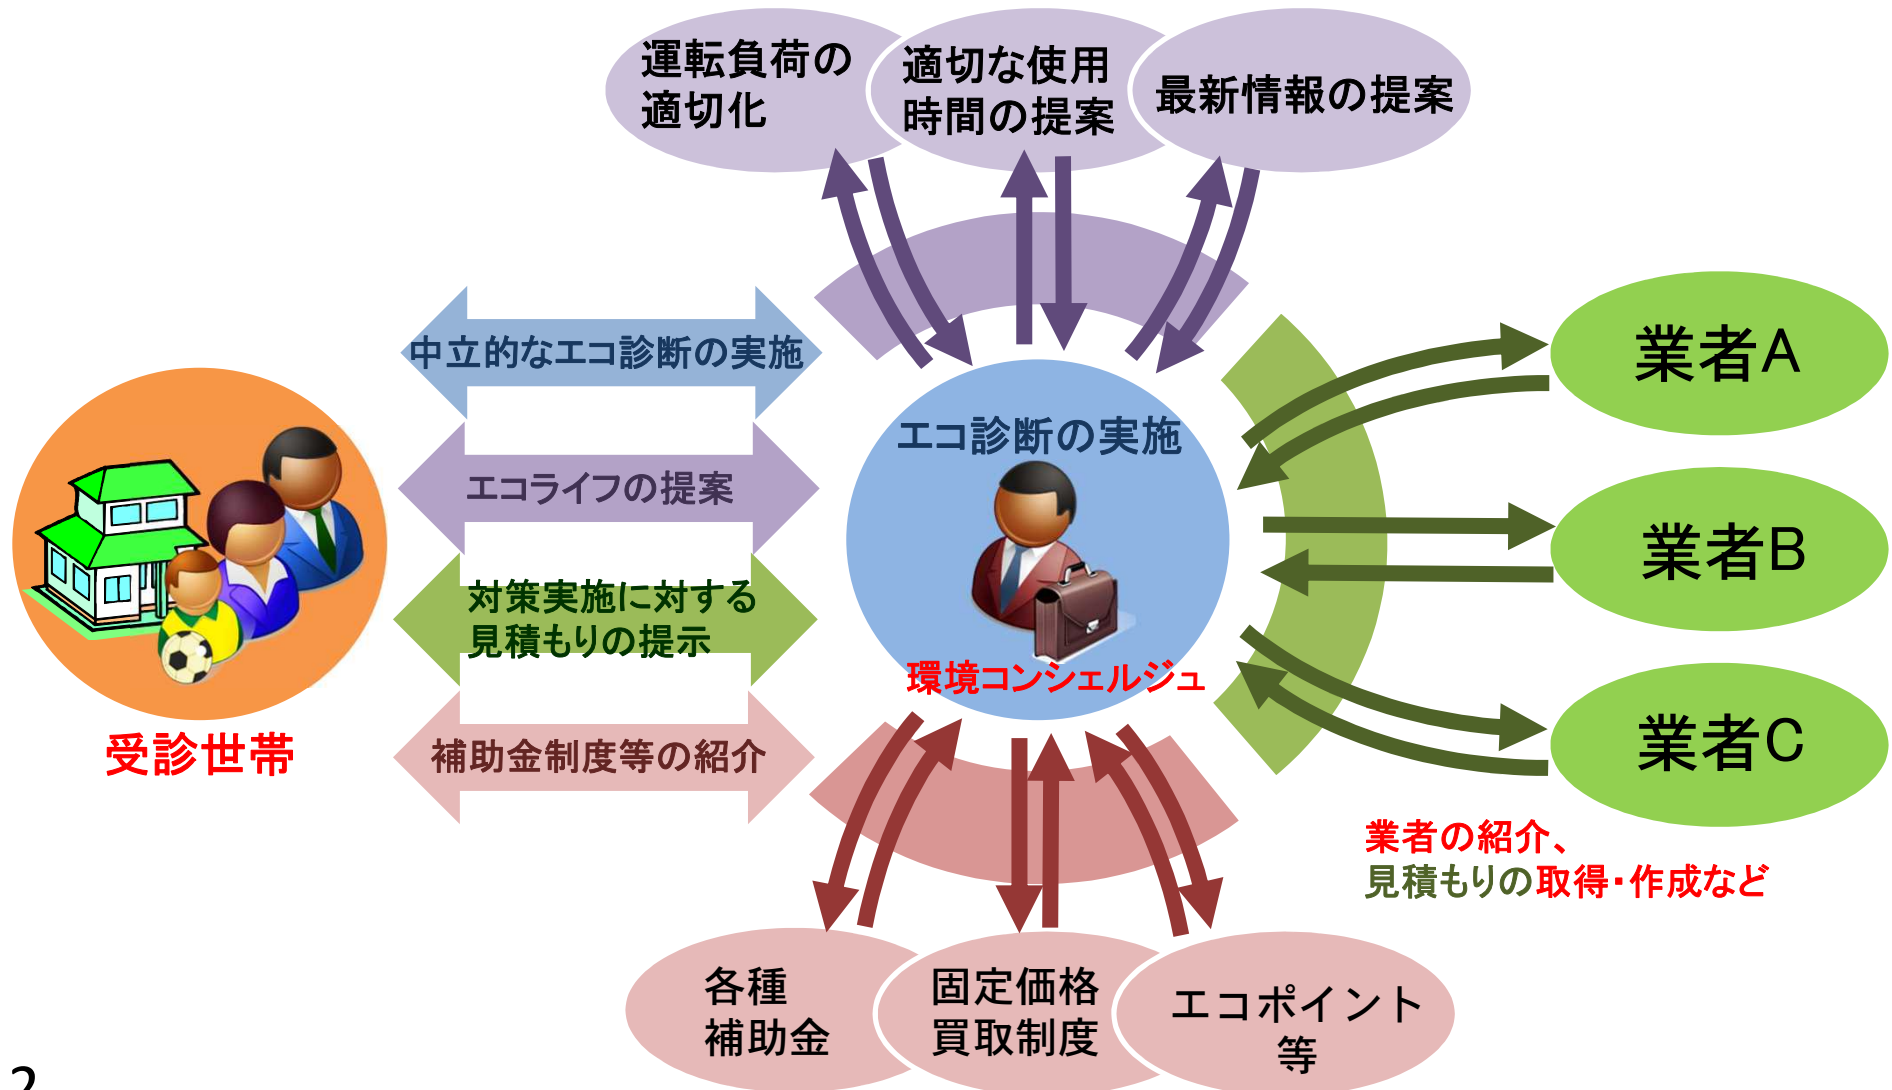 運転負荷の
適切化
適切な使用
時間の提案
最新情報の提案
中立的なエコ診断の実施
エコライフの提案
対策実施に対する
見積もりの提示
補助金制度等の紹介
受診世帯
エコ診断の実施
環境コンシェルジュ
業者A
業者B
業者C
業者の紹介、
見積もりの取得・作成など
各種
補助金
固定価格
買取制度
エコポイント
等
2